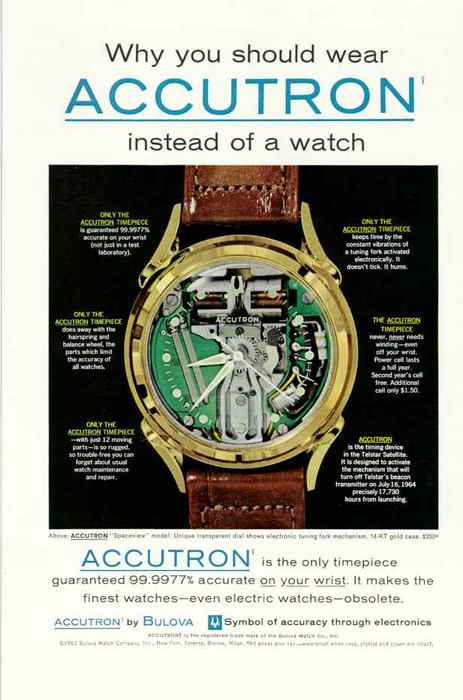 Why you should wear
ACCUTRON
instead of a watch
ONLY THE
ACCUTRON TIMEPIECE
is guaranteed 99.9977%
accurate on your wrist
(not just in a test
laboratory).
ONLY THE
ACCUTRON TIMEPIECE
does away with the
hairspring and
balance wheel, the
parts which limit
the accuracy of
all watches.
ONLY THE
ACCUTRON TIMEPIECE
—with just 12 moving
parts—is so rugged,
so trouble-free you can
forget about usual
watch maintenance
and repair.
ACCUTRON
ONLY THE
ACCUTRON TIMEPIECE
keeps time by the
constant vibrations of
a tuning fork activated
electronically. It
doesn't tick. It hums.
THE ACCUTRON
TIMEPIECE
never, never needs
winding—even
off your wrist.
Power cell lasts
a full year.
Second year's cell
free. Additional
cell only $1.50.
ACCUTRON
is the timing device
in the Telstar Satellite.
It is designed to activate
the mechanism that will
turn off Telstar's beacon
transmitter on July 16, 1964
precisely 17,730
hours from launching.
Above: ACCUTRON "Spaceview" model. Unique transparent dial shows electronic tuning fork mechanism. 14-KT gold case.
ACCUTRON is the only timepiece
guaranteed 99.9977% accurate on your wrist. It makes the
finest watches—even electric watches—obsolete.
ACCUTRON by BULOVA Symbol of accuracy through electronics
ACCUTRON is the registered trade mark of the Bulova Watch Co., Inc.
Bulova Watch Company, Inc., New York, Toronto, Bienne, Milan.